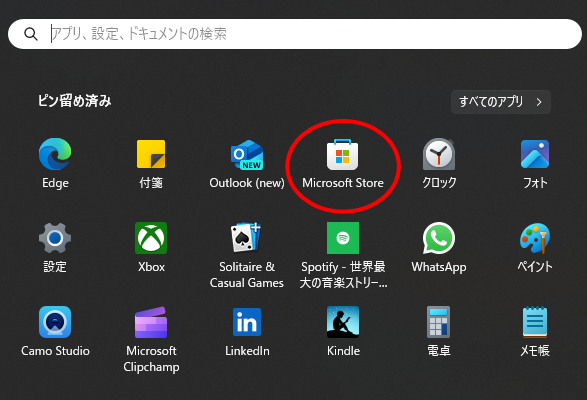 アプリ、設定、ドキュメントの検索
ピン留め済み
すべてのアプリ
Edge
付箋
Outlook (new)
Microsoft Store
クロック
フォト
設定
Xbox
Solitaire &
Casual Games
Spotify - 世界最
大の音楽ストリー...
WhatsApp
ペイント
Camo Studio
Microsoft
Clipchamp
LinkedIn
Kindle
電卓
メモ帳
NEW
in